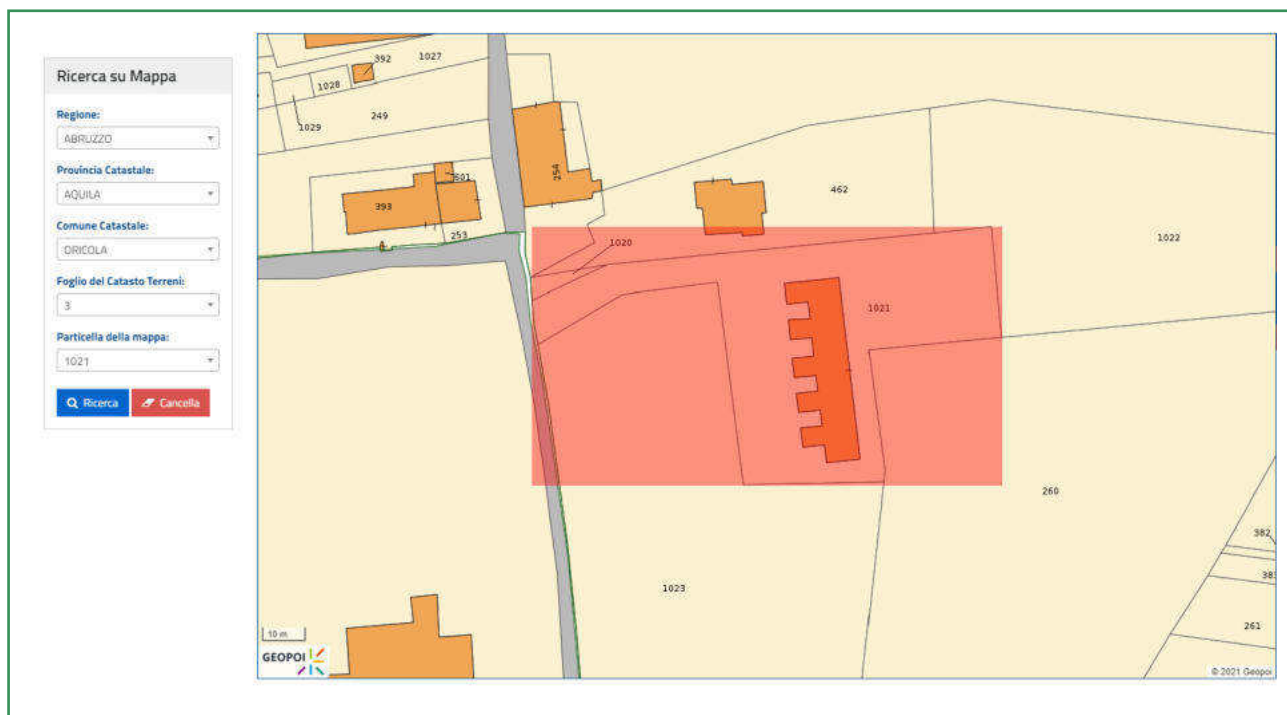 Ricerca su Mappa
Regione:
ABRUZZO
Provincia Catastale:
AQUILA
Comune Catastale:
ORICOLA
Foglio del Catasto Terreni:
3
Particella della mappa:
1021
Ricerca
Cancella
392
1027
1028
249
1029
254
601
393
253
462
1020
1022
1021
260
1023
382
261
10 m
GEOPOI
© 2021 Geopoi